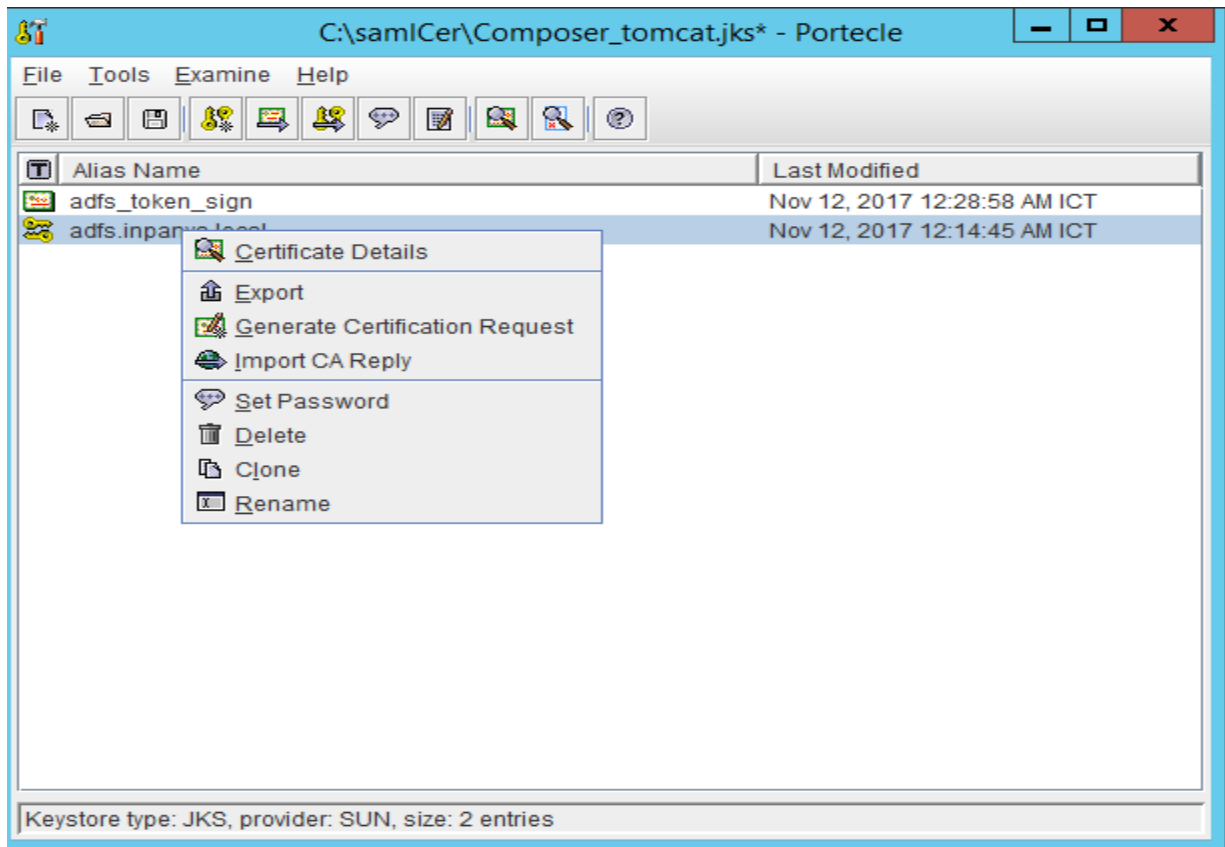 C:\samlCer\Composer_tomcat.jks* - Portecle
File Tools Examine Help
T Alias Name Last Modified
adfs_token_sign Nov 12, 2017 12:28:58 AM ICT
Nov 12, 2017 12:14:45 AM ICT
Certificate Details
Export
Generate Certification Request
Import CA Reply
Set Password
Delete
Clone
Rename
Keystore type: JKS, provider: SUN, size: 2 entries